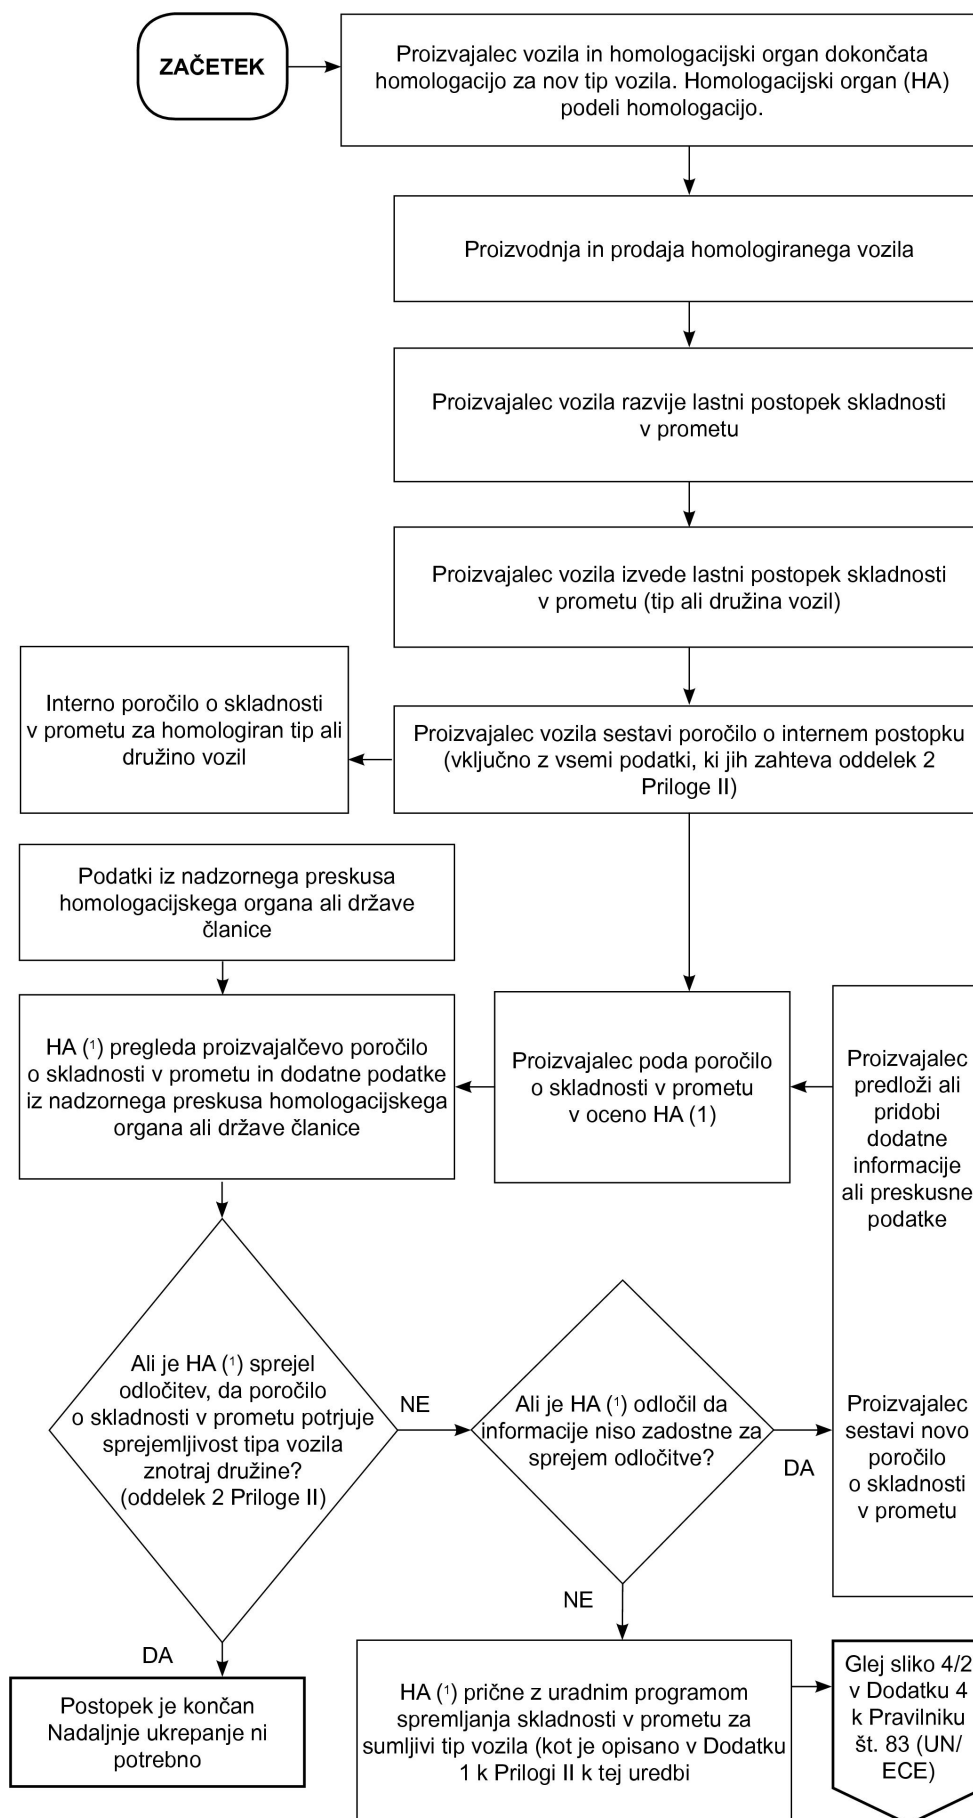 ZAČETEK
Proizvajalec vozila in homologacijski organ dokončata
homologacijo za nov tip vozila. Homologacijski organ (HA)
podeli homologacijo.
Proizvodnja in prodaja homologiranega vozila
Proizvajalec vozila razvije lastni postopek skladnosti
v prometu
Proizvajalec vozila izvede lastni postopek skladnosti
v prometu (tip ali družina vozil)
Interno poročilo o skladnosti
v prometu za homologiran tip ali
družino vozil
Proizvajalec vozila sestavi poročilo o internem postopku
(vključno z vsemi podatki, ki jih zahteva oddelek 2
Priloge II)
Podatki iz nadzornega preskusa
homologacijskega organa ali države
članice
HA (¹) pregleda proizvajalčevo poročilo
o skladnosti v prometu in dodatne podatke
iz nadzornega preskusa homologacijskega
organa ali države članice
Proizvajalec poda poročilo
o skladnosti v prometu
v oceno HA (1)
Proizvajalec
predloži ali
pridobi
dodatne
informacije
ali preskusne
podatke
Ali je HA (¹) sprejel
odločitev, da poročilo
o skladnosti v prometu potrjuje
sprejemljivost tipa vozila
znotraj družine?
(oddelek 2 Priloge II)
NE
Ali je HA (¹) odločil da
informacije niso zadostne za
sprejem odločitve?
DA
Proizvajalec
sestavi novo
poročilo
o skladnosti
v prometu
NE
DA
Postopek je končan
Nadaljnje ukrepanje ni
potrebno
HA (¹) prične z uradnim programom
spremljanja skladnosti v prometu za
sumljivi tip vozila (kot je opisano v Dodatku
1 k Prilogi II k tej uredbi
Glej sliko 4/2
v Dodatku 4
k Pravilniku
št. 83 (UN/
ECE)